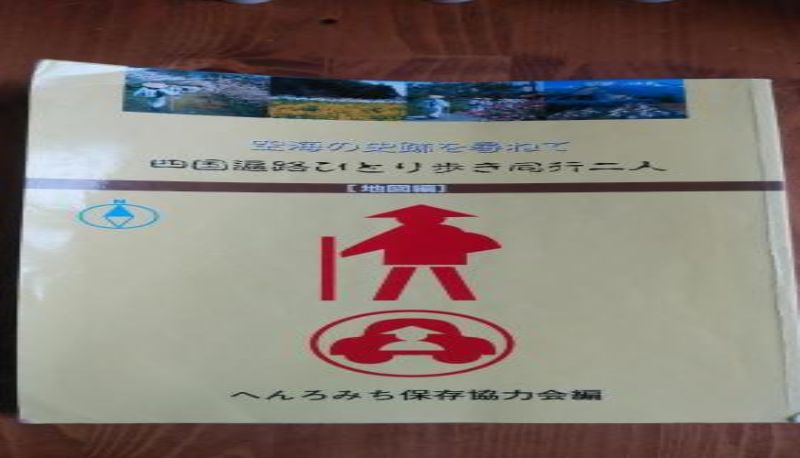 空海の史跡を尋ねて
四国遍路ひとり歩き同行二人
[地図編]
N
へんろみち保存協力会編